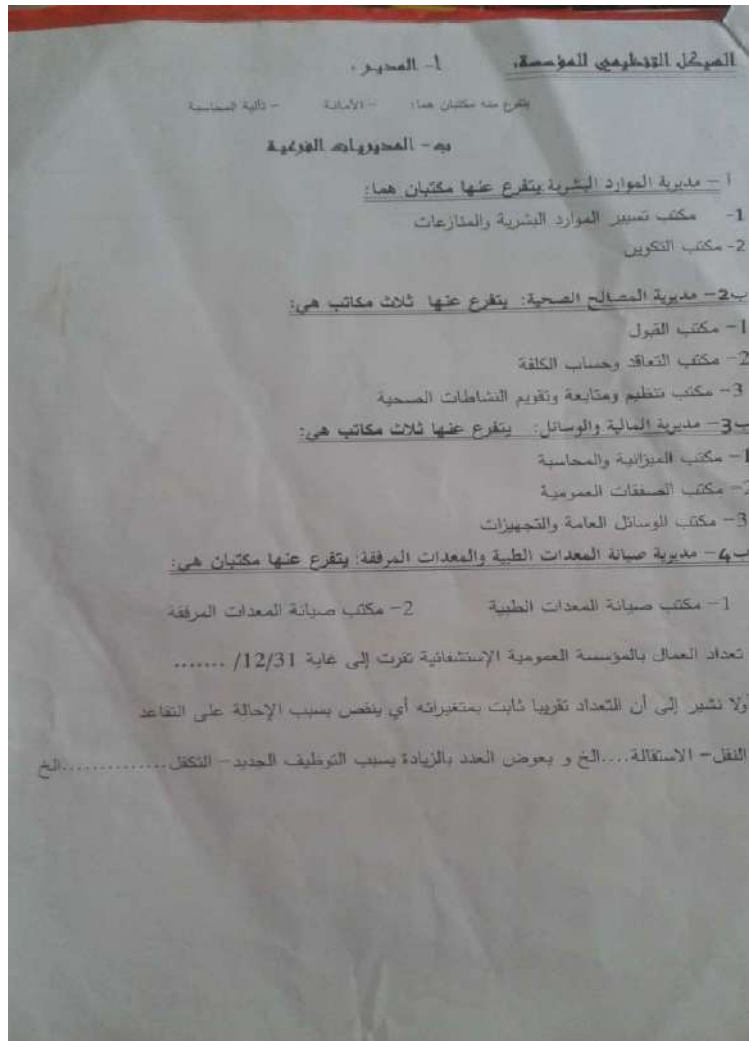 الهيكل التنظيمي للمؤسسة: أ- المدير:
يتفرع منه مكتبان هما: - الأمانة - تألية المحاسبة
ب- المديريات الفرعية
أ – مديرية الموارد البشرية يتفرع عنها مكتبان هما:
1- مكتب تسيير الموارد البشرية والمنازعات
2- مكتب التكوين
ب2– مديرية المصالح الصحية: يتفرع عنها ثلاث مكاتب هي:
1– مكتب القبول
2– مكتب التعاقد وحساب الكلفة
3– مكتب تنظيم ومتابعة وتقويم النشاطات الصحية
ب3– مديرية المالية والوسائل: يتفرع عنها ثلاث مكاتب هي:
1– مكتب الميزانية والمحاسبة
2– مكتب الصفقات العمومية
3– مكتب الوسائل العامة والتجهيزات
ب4– مديرية صيانة المعدات الطبية والمعدات المرفقة: يتفرع عنها مكتبان هي:
1– مكتب صيانة المعدات الطبية 2– مكتب صيانة المعدات المرفقة
تعداد العمال بالمؤسسة العمومية الإستشفائية تقرت إلى غاية 12/31/ .......
ولا نشير إلى أن التعداد تقريبا ثابت بمتغيراته أي ينقص بسبب الإحالة على التقاعد
النقل– الاستقالة....الخ و يعوض العدد بالزيادة بسبب التوظيف الجديد– التكفل...............الخ